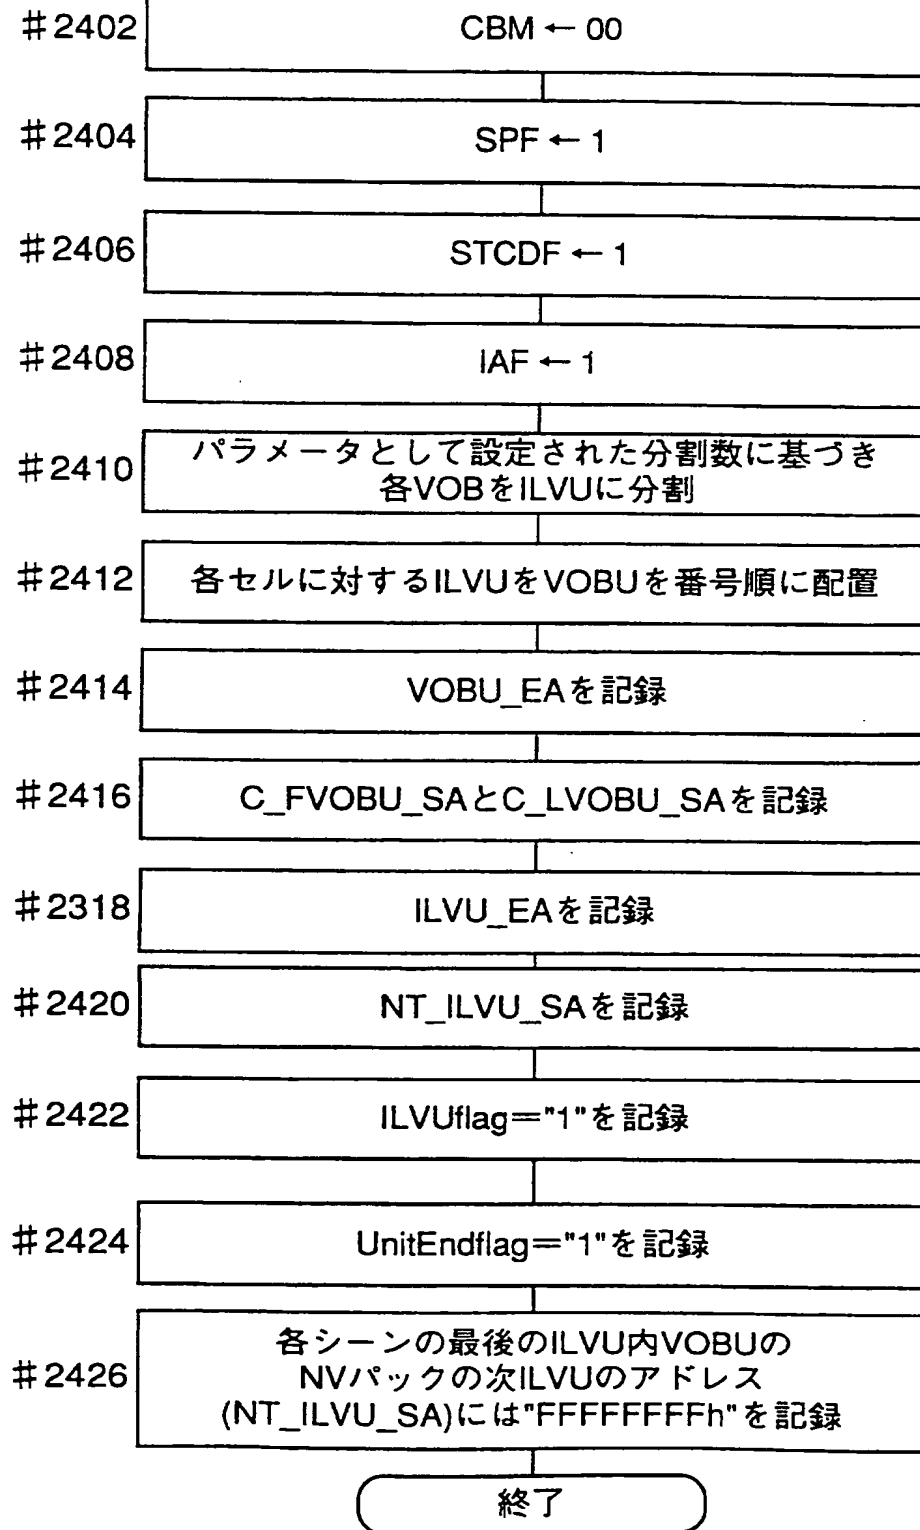 #2402 CBM ← 00
#2404 SPF ← 1
#2406 STCDF ← 1
#2408 IAF ← 1
#2410 パラメータとして設定された分割数に基づき
各VOBをILVUに分割
#2412 各セルに対するILVUをVOBUを番号順に配置
#2414 VOBU_EAを記録
#2416 C_FVOBU_SAとC_LVOBU_SAを記録
#2318 ILVU_EAを記録
#2420 NT_ILVU_SAを記録
#2422 ILVUflag="1"を記録
#2424 UnitEndflag="1"を記録
各シーンの最後のILVU内VOBUの
#2426 NVパックの次ILVUのアドレス
(NT_ILVU_SA)には"FFFFFFFFh"を記録
終了